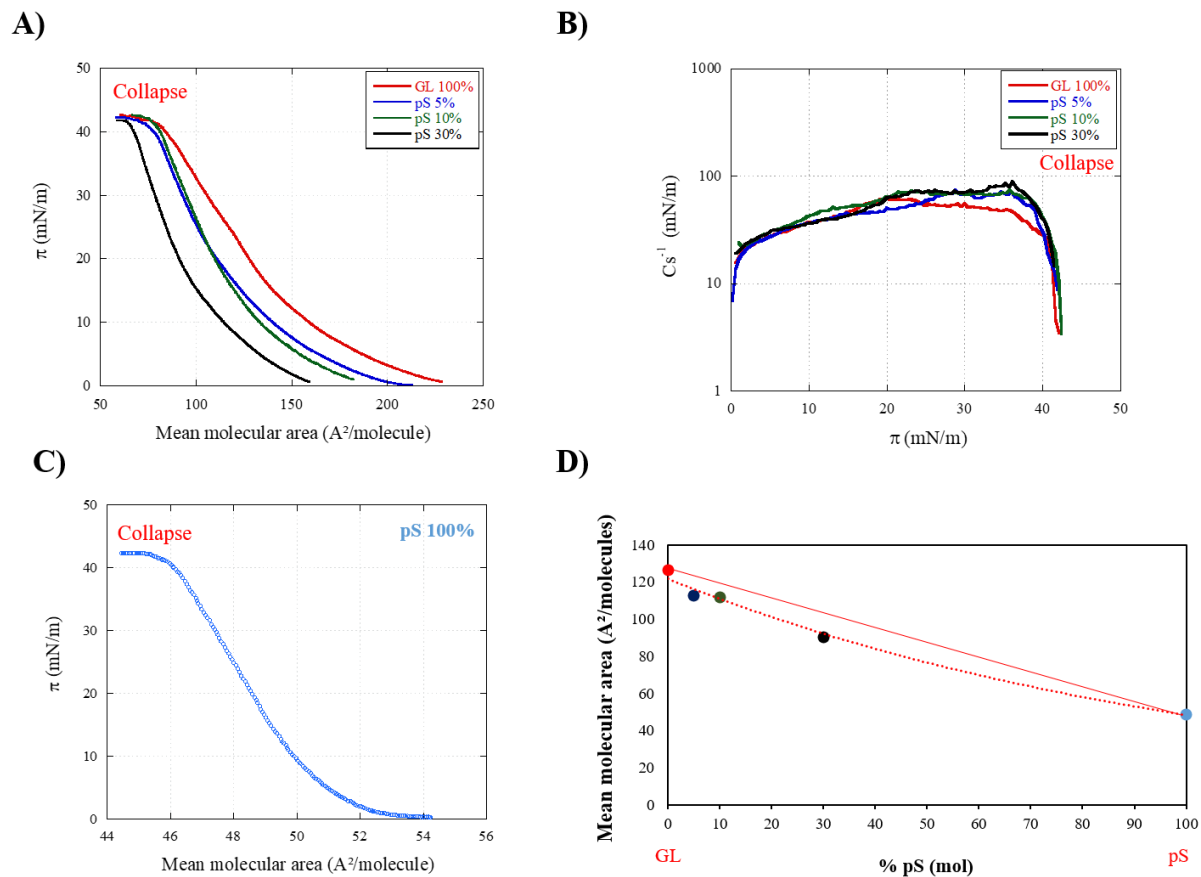 A)
Collapse
GL 100%
pS 5%
pS 10%
pS 30%
50
40
30
20
10
0
π (mN/m)
50
100
150
200
250
Mean molecular area (A²/molecule)
B)
GL 100%
pS 5%
pS 10%
pS 30%
Collapse
1000
100
10
1
Cs⁻¹ (mN/m)
0
10
20
30
40
50
π (mN/m)
C)
Collapse
pS 100%
50
40
30
20
10
0
π (mN/m)
44
46
48
50
52
54
56
Mean molecular area (A²/molecule)
D)
Mean molecular area (A²/molecules)
140
120
100
80
60
40
20
0
0
10
20
30
40
50
60
70
80
90
100
GL
% pS (mol)
pS